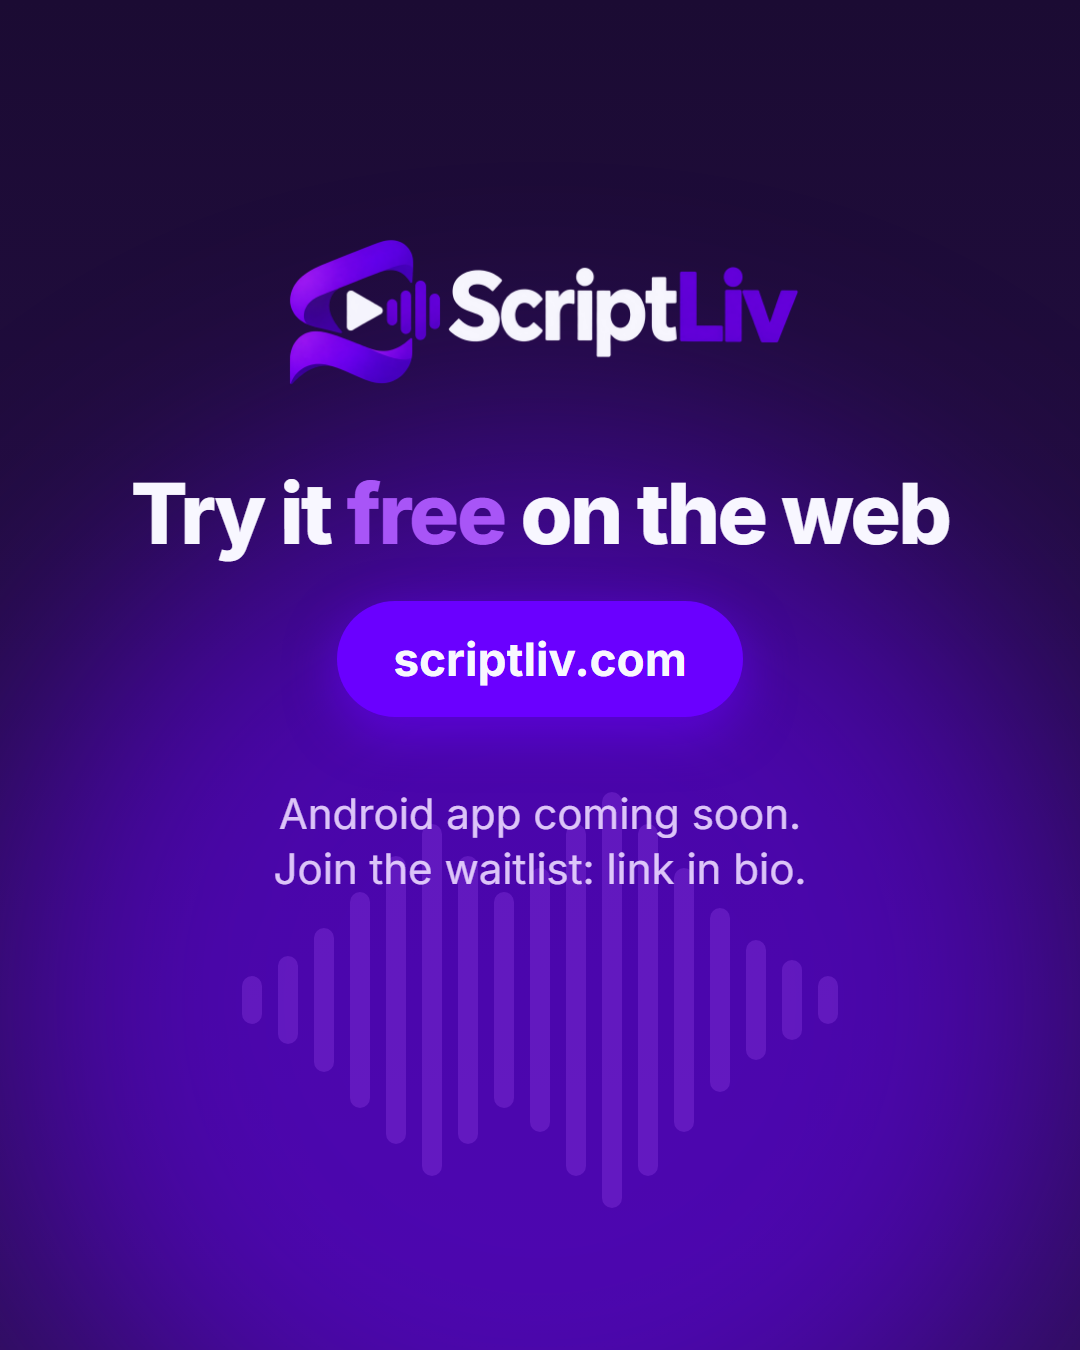 ScriptLiv
Try it free on the web
scriptliv.com
Android app coming soon.
Join the waitlist: link in bio.